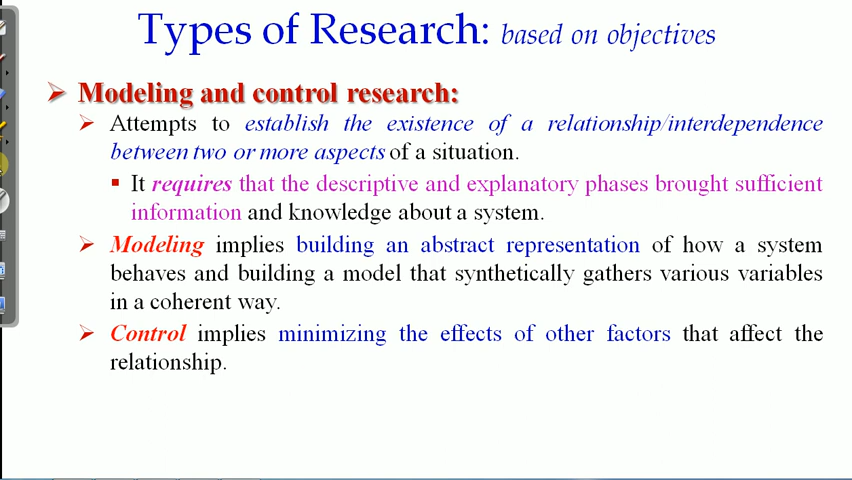 Types of Research: based on objectives
Modeling and control research:
Attempts to establish the existence of a relationship/interdependence
between two or more aspects of a situation.
It requires that the descriptive and explanatory phases brought sufficient
information and knowledge about a system.
Modeling implies building an abstract representation of how a system
behaves and building a model that synthetically gathers various variables
in a coherent way.
Control implies minimizing the effects of other factors that affect the
relationship.